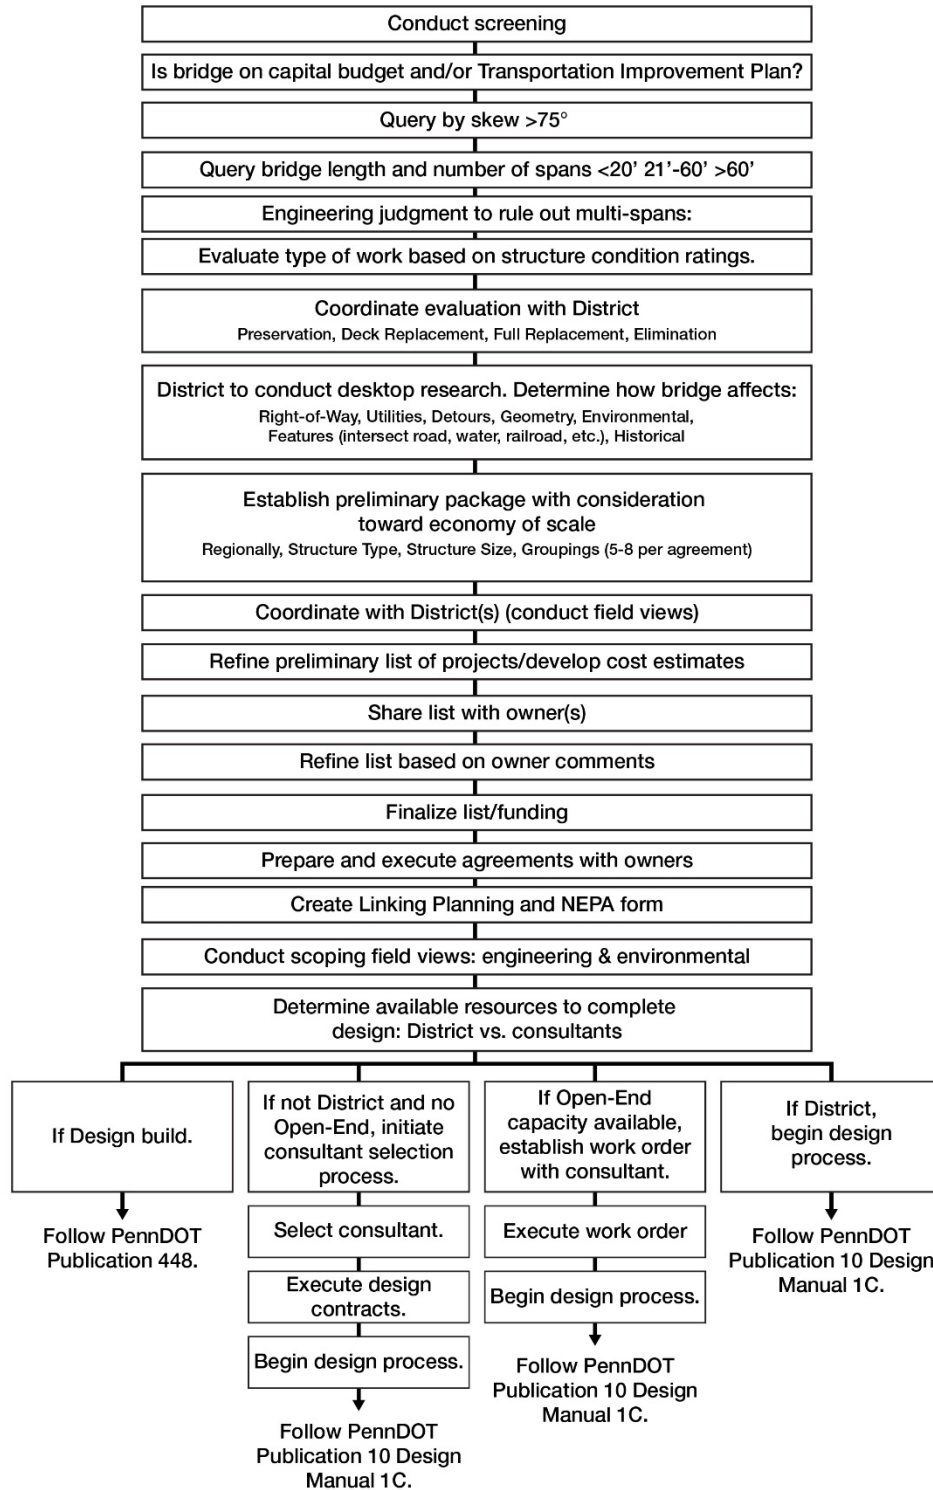 Conduct screening
Is bridge on capital budget and/or Transportation Improvement Plan?
Query by skew >75°
Query bridge length and number of spans <20’ 21’-60’ >60’
Engineering judgment to rule out multi-spans:
Evaluate type of work based on structure condition ratings.
Coordinate evaluation with District
Preservation, Deck Replacement, Full Replacement, Elimination
District to conduct desktop research. Determine how bridge affects:
Right-of-Way, Utilities, Detours, Geometry, Environmental,
Features (intersect road, water, railroad, etc.), Historical
Establish preliminary package with consideration
toward economy of scale
Regionally, Structure Type, Structure Size, Groupings (5-8 per agreement)
Coordinate with District(s) (conduct field views)
Refine preliminary list of projects/develop cost estimates
Share list with owner(s)
Refine list based on owner comments
Finalize list/funding
Prepare and execute agreements with owners
Create Linking Planning and NEPA form
Conduct scoping field views: engineering & environmental
Determine available resources to complete
design: District vs. consultants
If Design build.
Follow PennDOT
Publication 448.
If not District and no
Open-End, initiate
consultant selection
process.
Select consultant.
Execute design
contracts.
Begin design process.
Follow PennDOT
Publication 10 Design
Manual 1C.
If Open-End
capacity available,
establish work order
with consultant.
Execute work order
Begin design process.
Follow PennDOT
Publication 10 Design
Manual 1C.
If District,
begin design
process.
Follow PennDOT
Publication 10 Design
Manual 1C.